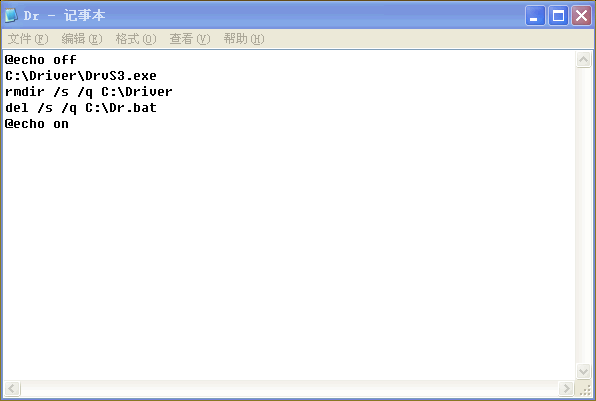 Dr - 记事本
文件(F) 编辑(E) 格式(O) 查看(V) 帮助(H)
@echo off
C:\Driver\DrvS3.exe
rmdir /s /q C:\Driver
del /s /q C:\Dr.bat
@echo on